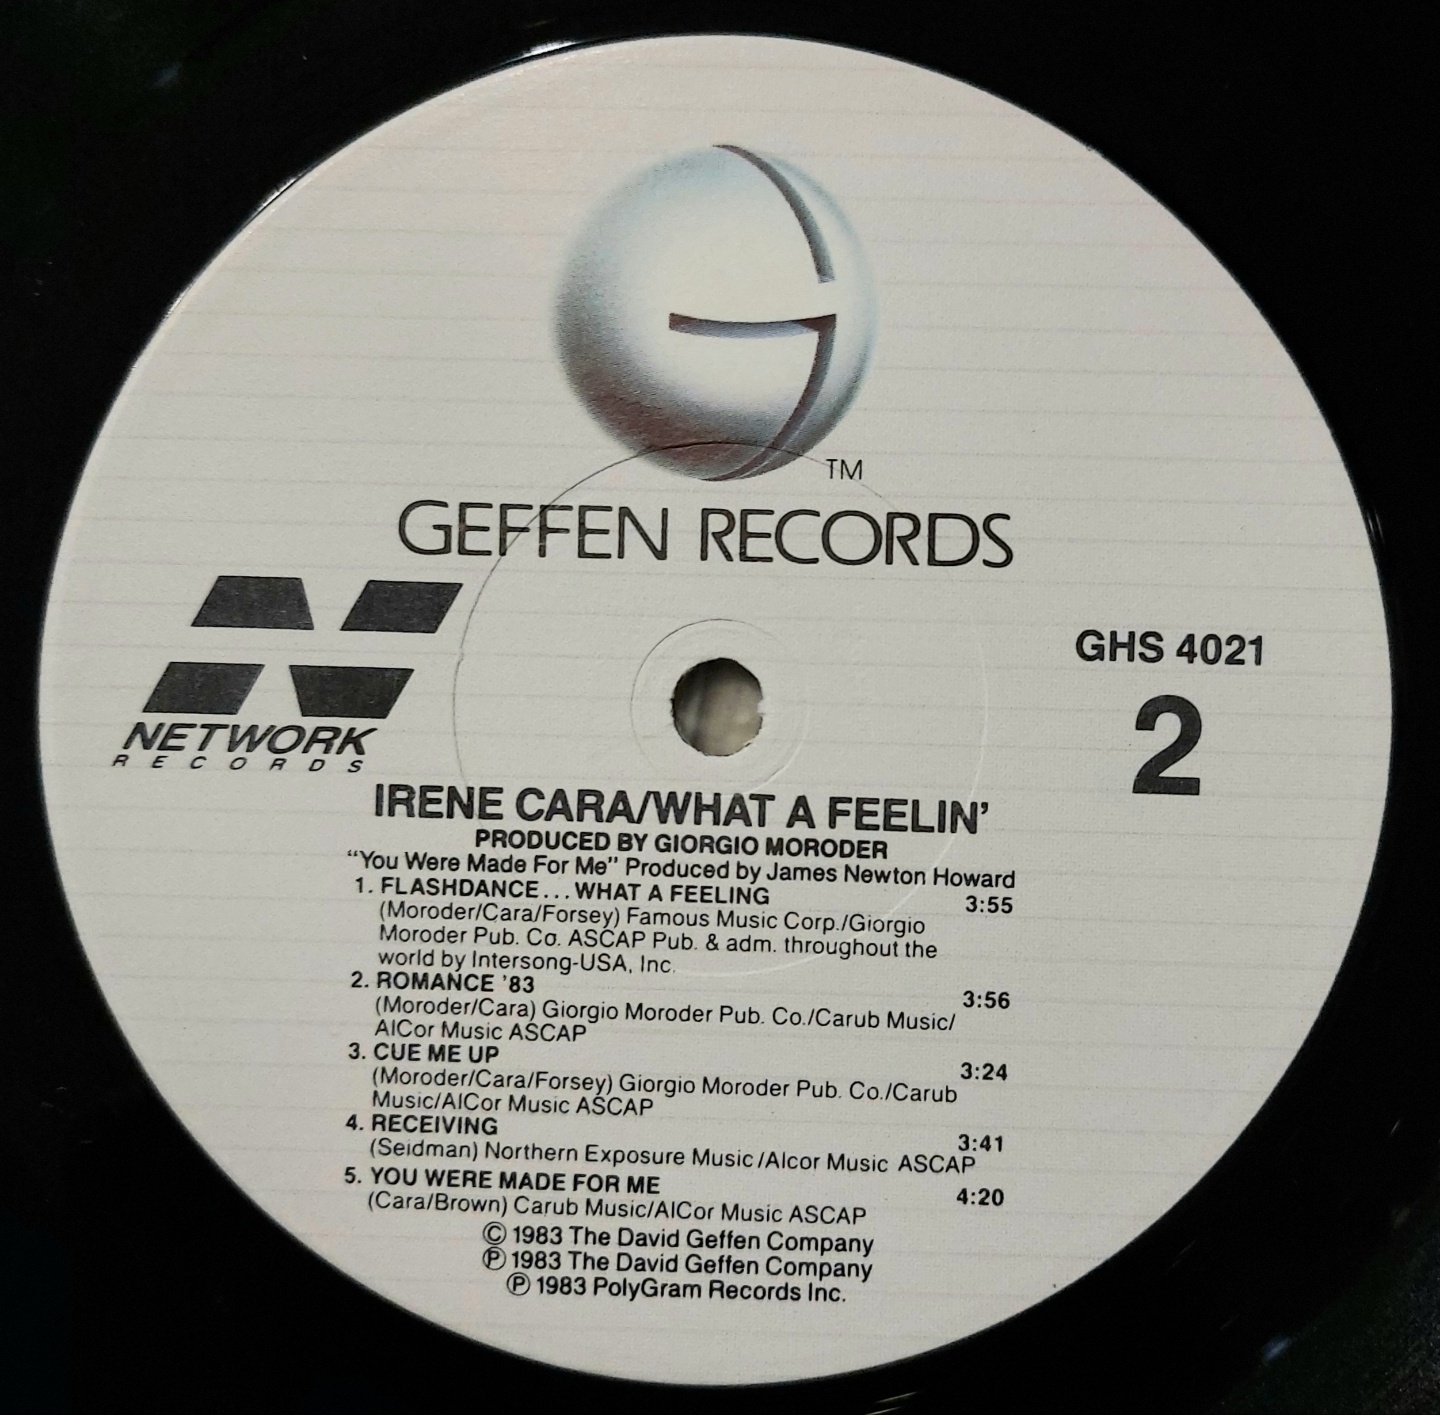 TM
GEFFEN RECORDS
NETWORK
RECORDS
GHS 4021
2
IRENE CARA/WHAT A FEELIN'
PRODUCED BY GIORGIO MORODER
"You Were Made For Me" Produced by James Newton Howard
1. FLASHDANCE...WHAT A FEELING 3:55
(Moroder/Cara/Forsey) Famous Music Corp./Giorgio
Moroder Pub. Co. ASCAP Pub. & adm. throughout the
world by Intersong-USA, Inc.
2. ROMANCE '83 3:56
(Moroder/Cara) Giorgio Moroder Pub. Co./Carub Music/
AlCor Music ASCAP
3. CUE ME UP 3:24
(Moroder/Cara/Forsey) Giorgio Moroder Pub. Co./Carub
Music/AlCor Music ASCAP
4. RECEIVING 3:41
(Seidman) Northern Exposure Music/Alcor Music ASCAP
5. YOU WERE MADE FOR ME 4:20
(Cara/Brown) Carub Music/AlCor Music ASCAP
© 1983 The David Geffen Company
℗ 1983 The David Geffen Company
℗ 1983 PolyGram Records Inc.